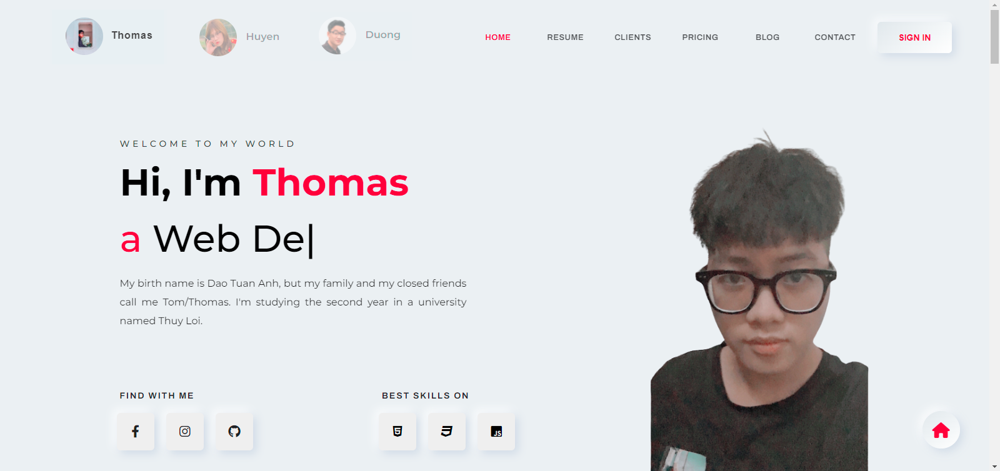 Thomas
Huyen
Duong
HOME
RESUME
CLIENTS
PRICING
BLOG
CONTACT
SIGN IN
WELCOME TO MY WORLD
Hi, I'm Thomas
a Web De|
My birth name is Dao Tuan Anh, but my family and my closed friends
call me Tom/Thomas. I'm studying the second year in a university
named Thuy Loi.
FIND WITH ME
BEST SKILLS ON
JS